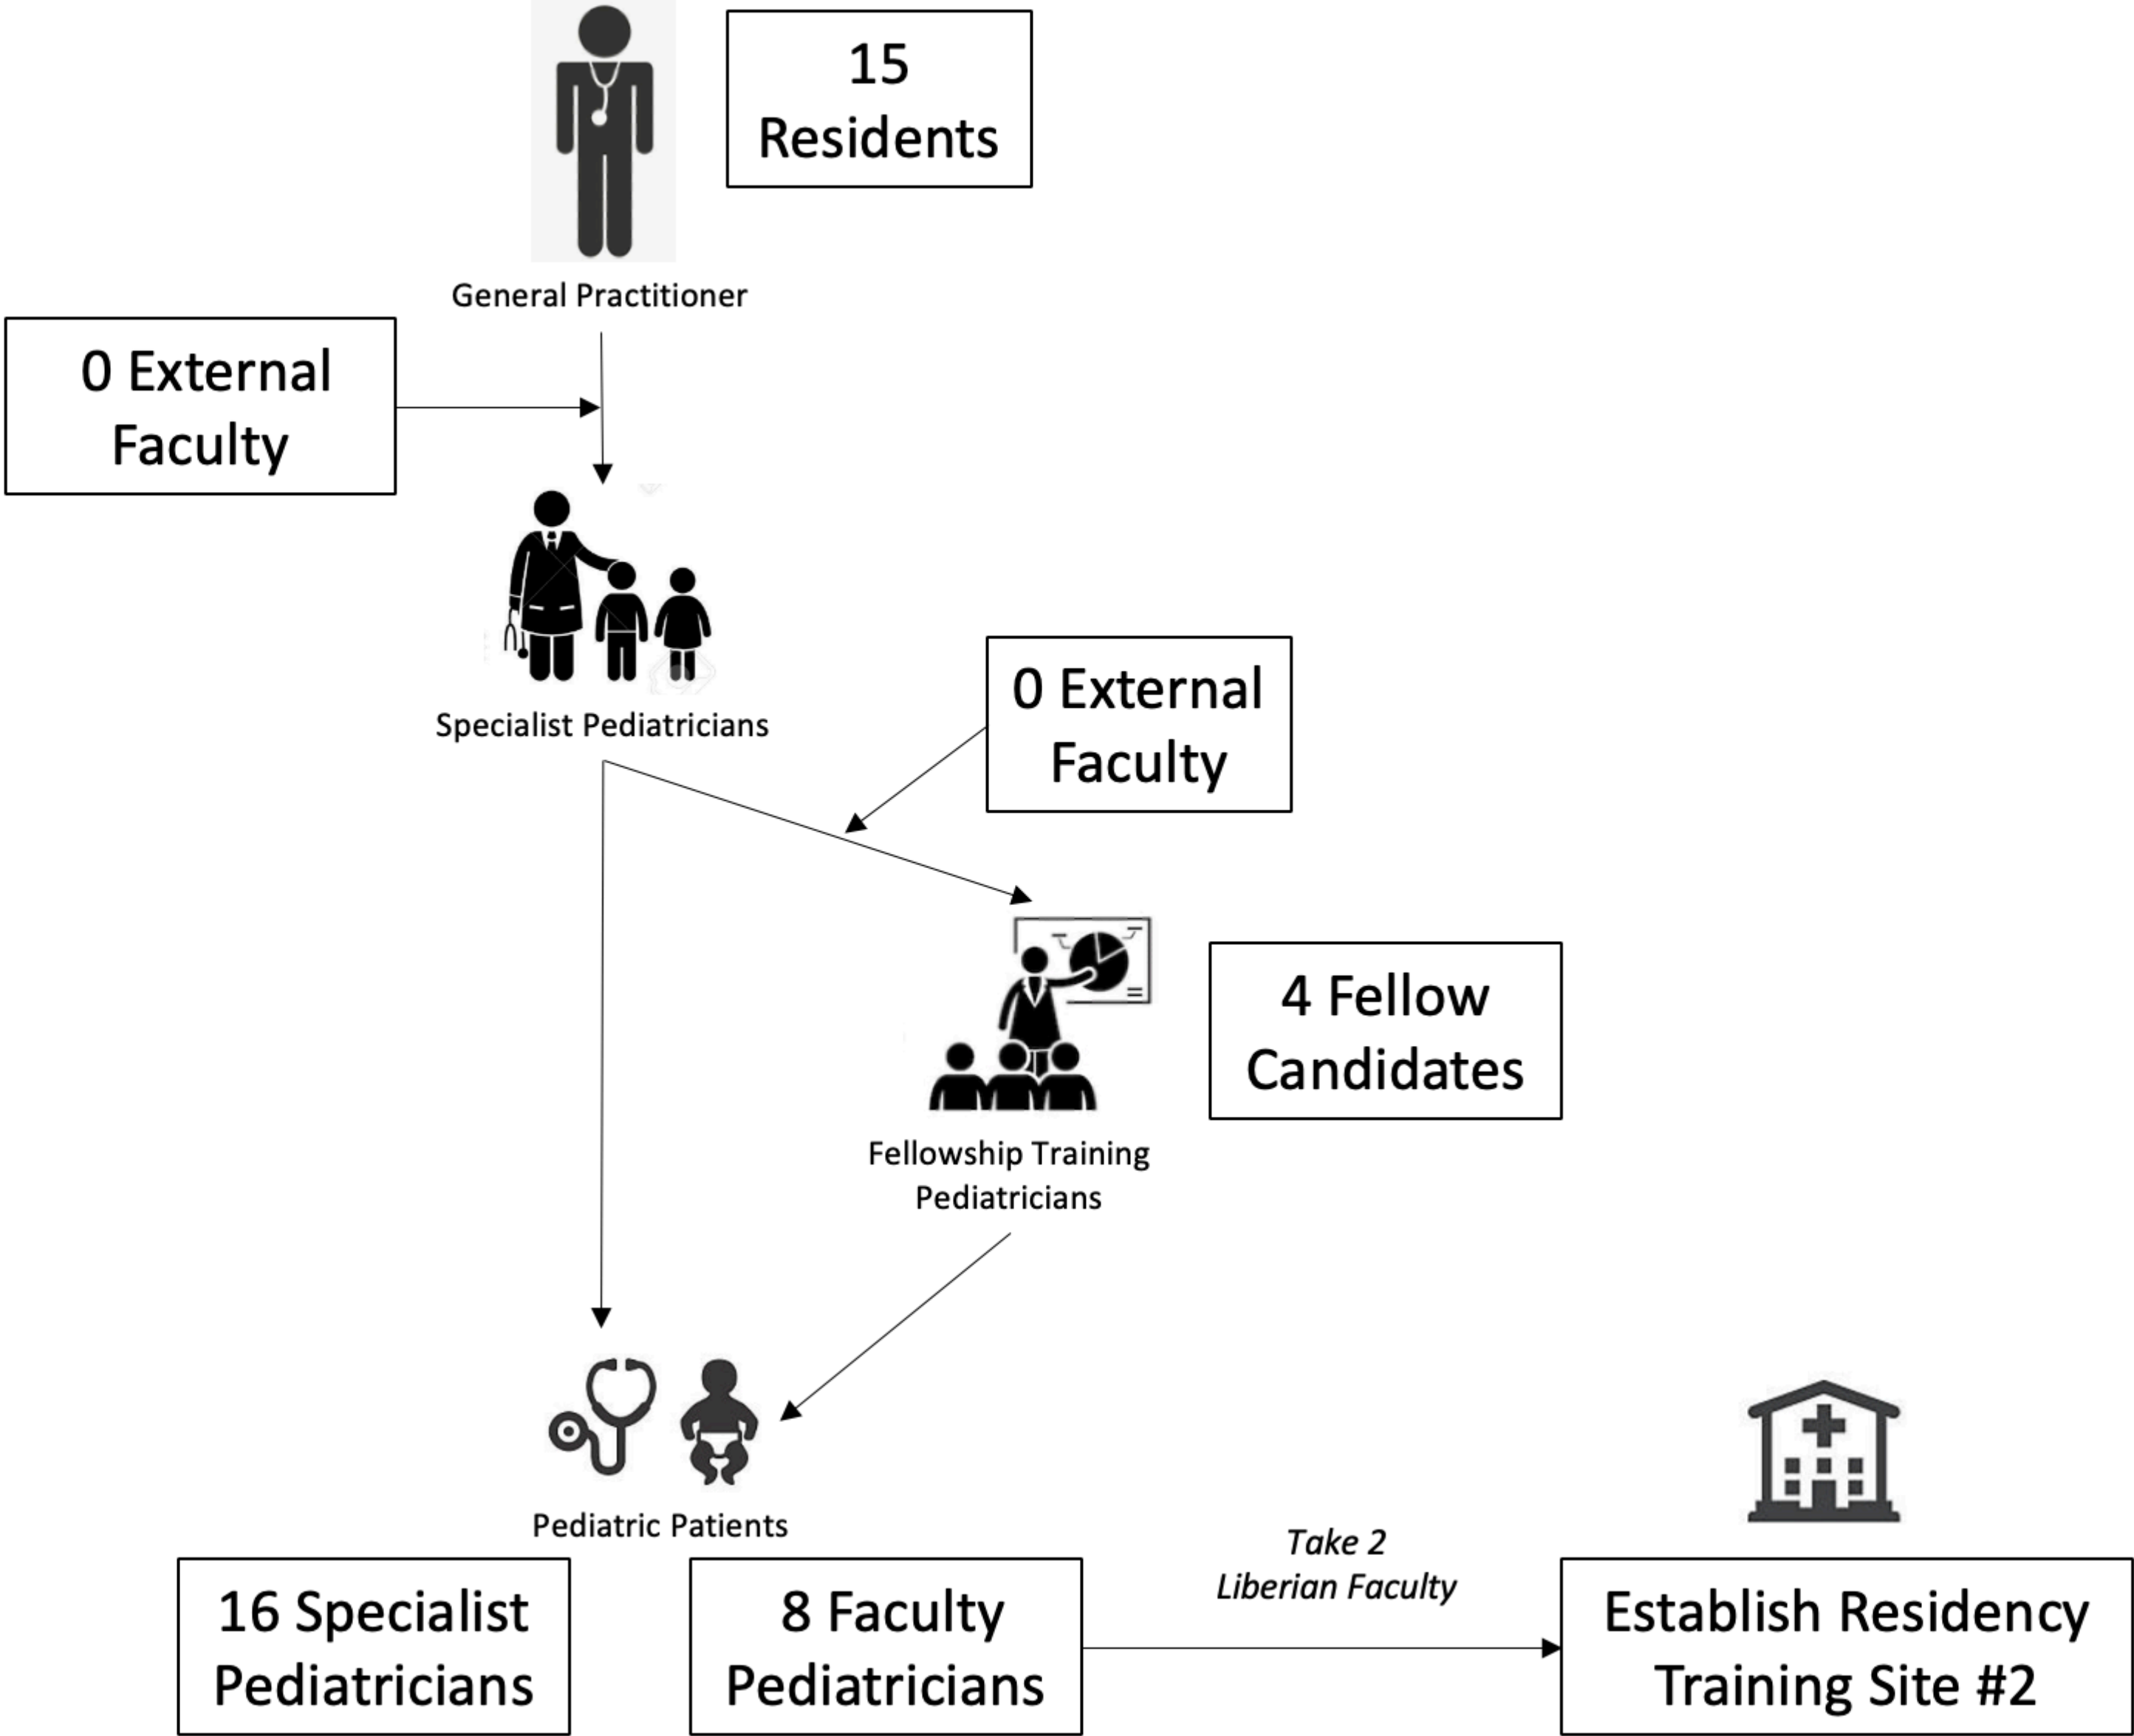 15
Residents
General Practitioner
0 External
Faculty
Specialist Pediatricians
0 External
Faculty
4 Fellow
Candidates
Fellowship Training
Pediatricians
Pediatric Patients
16 Specialist
Pediatricians
8 Faculty
Pediatricians
Take 2
Liberian Faculty
Establish Residency
Training Site #2